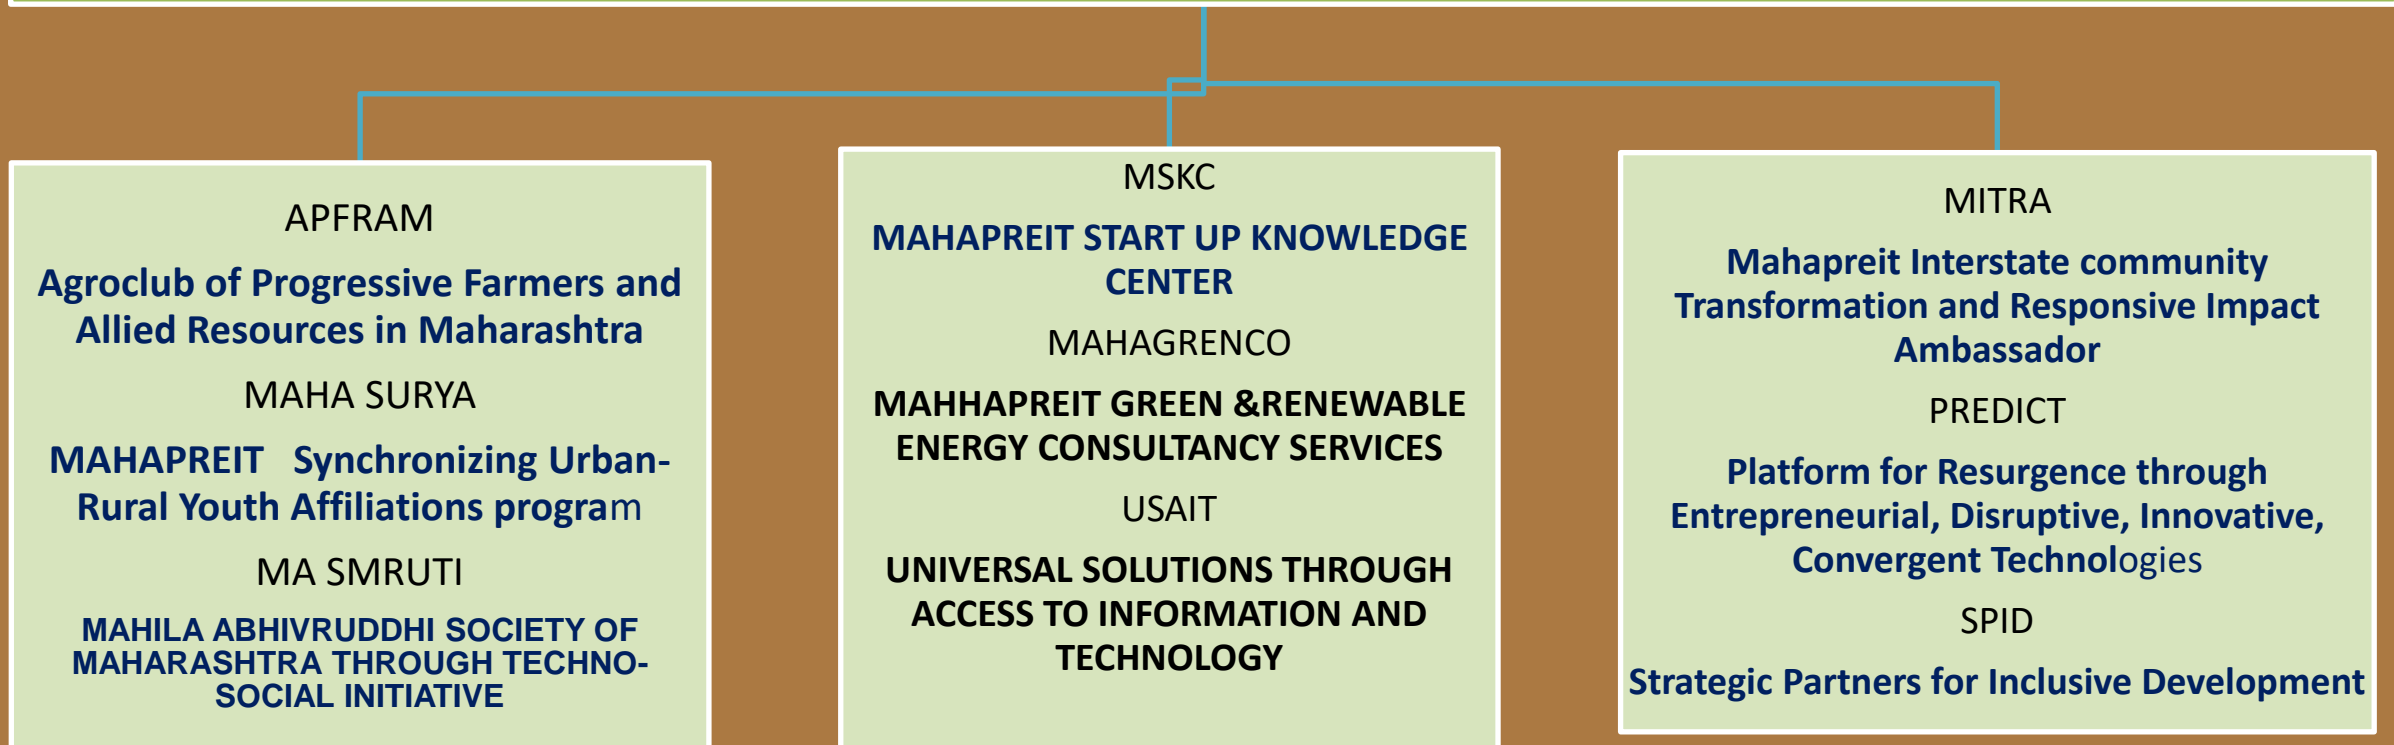 APFRAM
Agroclub of Progressive Farmers and
Allied Resources in Maharashtra
MAHA SURYA
MAHAPREIT Synchronizing Urban-
Rural Youth Affiliations program
MA SMRUTI
MAHILA ABHIVRUDDHI SOCIETY OF
MAHARASHTRA THROUGH TECHNO-
SOCIAL INITIATIVE
MSKC
MAHAPREIT START UP KNOWLEDGE
CENTER
MAHAGRENCO
MAHHAPREIT GREEN &RENEWABLE
ENERGY CONSULTANCY SERVICES
USAIT
UNIVERSAL SOLUTIONS THROUGH
ACCESS TO INFORMATION AND
TECHNOLOGY
MITRA
Mahapreit Interstate community
Transformation and Responsive Impact
Ambassador
PREDICT
Platform for Resurgence through
Entrepreneurial, Disruptive, Innovative,
Convergent Technologies
SPID
Strategic Partners for Inclusive Development